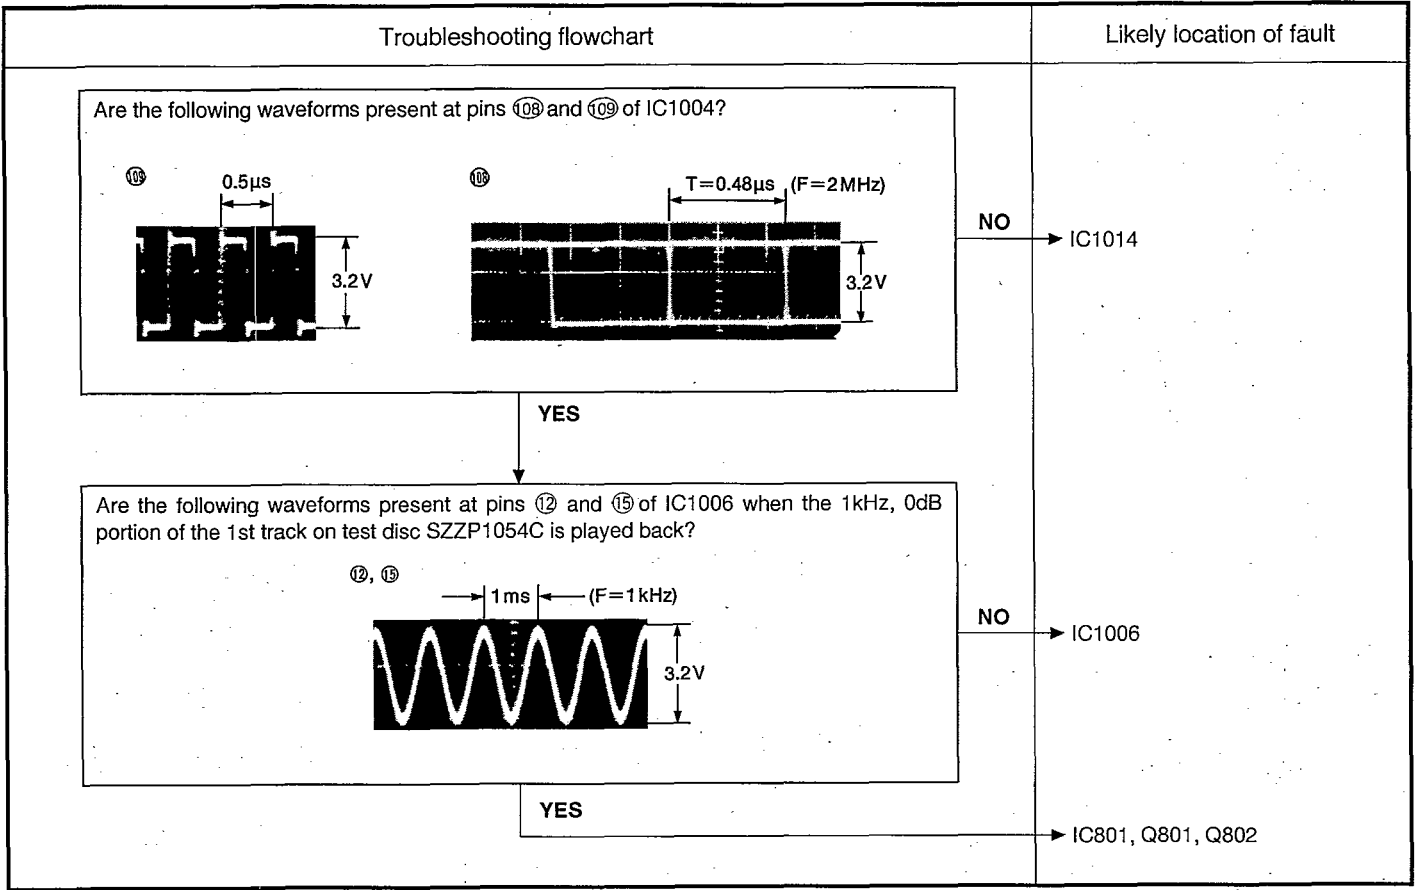 Troubleshooting flowchart
Likely location of fault
Are the following waveforms present at pins ⑩⑧ and ⑩⑨ of IC1004?
⑩⑨
0.5µs
3.2V
⑩⑧
T=0.48µs (F=2MHz)
3.2V
NO
IC1014
YES
Are the following waveforms present at pins ⑫ and ⑮ of IC1006 when the 1kHz, 0dB
portion of the 1st track on test disc SZZP1054C is played back?
⑫, ⑮
1ms (F=1kHz)
3.2V
NO
IC1006
YES
IC801, Q801, Q802